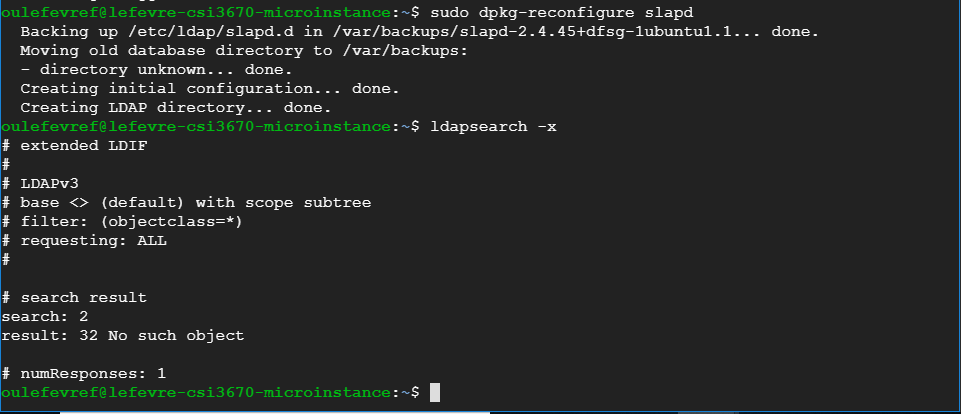 oulefevref@lefevre-csi3670-microinstance:~$ sudo dpkg-reconfigure slapd
  Backing up /etc/ldap/slapd.d in /var/backups/slapd-2.4.45+dfsg-1ubuntu1.1... done.
  Moving old database directory to /var/backups:
  - directory unknown... done.
  Creating initial configuration... done.
  Creating LDAP directory... done.
oulefevref@lefevre-csi3670-microinstance:~$ ldapsearch -x
# extended LDIF
#
# LDAPv3
# base <> (default) with scope subtree
# filter: (objectclass=*)
# requesting: ALL
#

# search result
search: 2
result: 32 No such object

# numResponses: 1
oulefevref@lefevre-csi3670-microinstance:~$